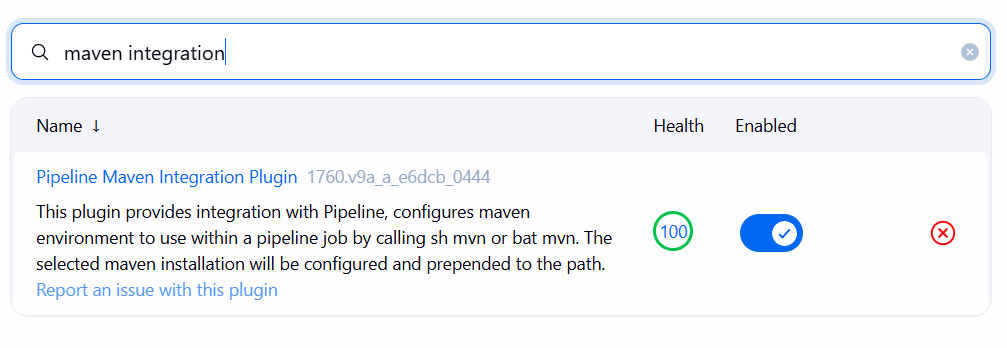 maven integration
Name ↓ Health Enabled
Pipeline Maven Integration Plugin 1760.v9a_a_e6dcb_0444
This plugin provides integration with Pipeline, configures maven
environment to use within a pipeline job by calling sh mvn or bat mvn. The
selected maven installation will be configured and prepended to the path.
Report an issue with this plugin
100